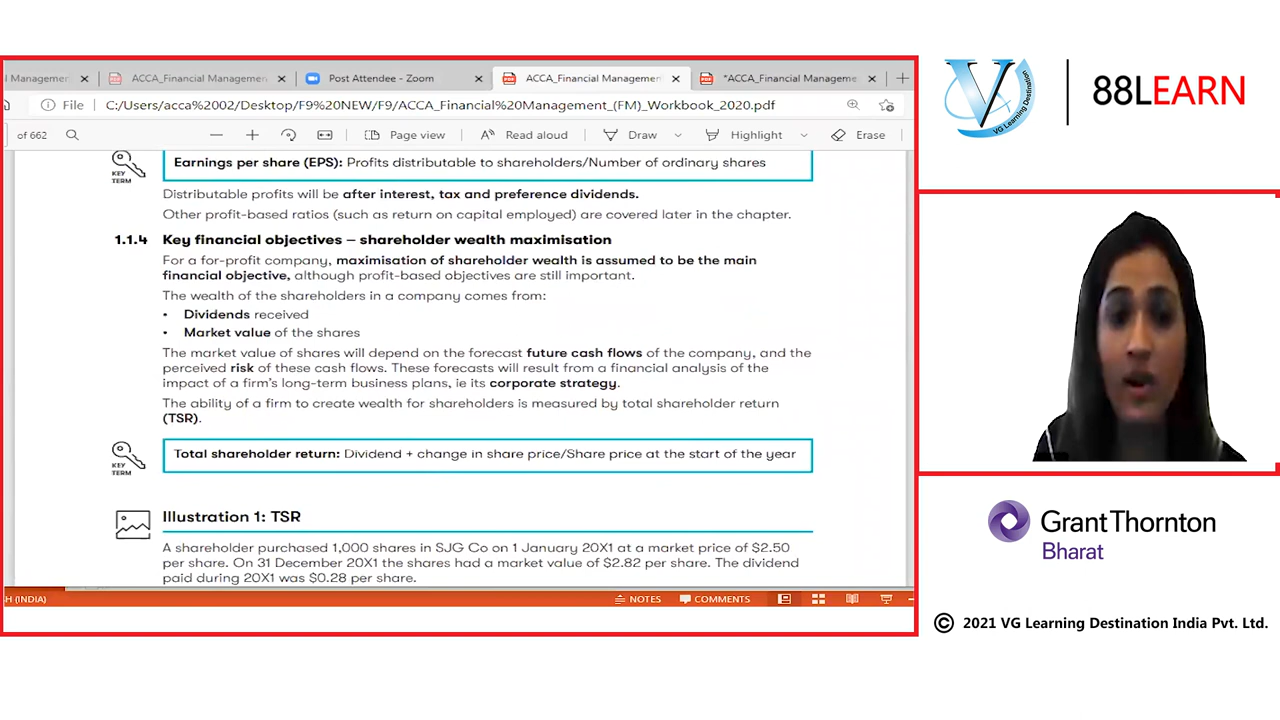 l Managemen
ACCA_Financial Managemen
Post Attendee - Zoom
ACCA_Financial Management
*ACCA_Financial Manageme
File
C:/Users/acca%2002/Desktop/F9%20NEW/F9/ACCA_Financial%20Management_(FM)_Workbook_2020.pdf
of 662
Page view
Read aloud
Draw
Highlight
Erase
KEY
TERM
Earnings per share (EPS): Profits distributable to shareholders/Number of ordinary shares
Distributable profits will be after interest, tax and preference dividends.
Other profit-based ratios (such as return on capital employed) are covered later in the chapter.
1.1.4 Key financial objectives – shareholder wealth maximisation
For a for-profit company, maximisation of shareholder wealth is assumed to be the main
financial objective, although profit-based objectives are still important.
The wealth of the shareholders in a company comes from:
• Dividends received
• Market value of the shares
The market value of shares will depend on the forecast future cash flows of the company, and the
perceived risk of these cash flows. These forecasts will result from a financial analysis of the
impact of a firm's long-term business plans, ie its corporate strategy.
The ability of a firm to create wealth for shareholders is measured by total shareholder return
(TSR).
KEY
TERM
Total shareholder return: Dividend + change in share price/Share price at the start of the year
Illustration 1: TSR
A shareholder purchased 1,000 shares in SJG Co on 1 January 20X1 at a market price of $2.50
per share. On 31 December 20X1 the shares had a market value of $2.82 per share. The dividend
paid during 20X1 was $0.28 per share.
SH (INDIA)
NOTES
COMMENTS
VG Learning Destination
88LEARN
Grant Thornton
Bharat
© 2021 VG Learning Destination India Pvt. Ltd.